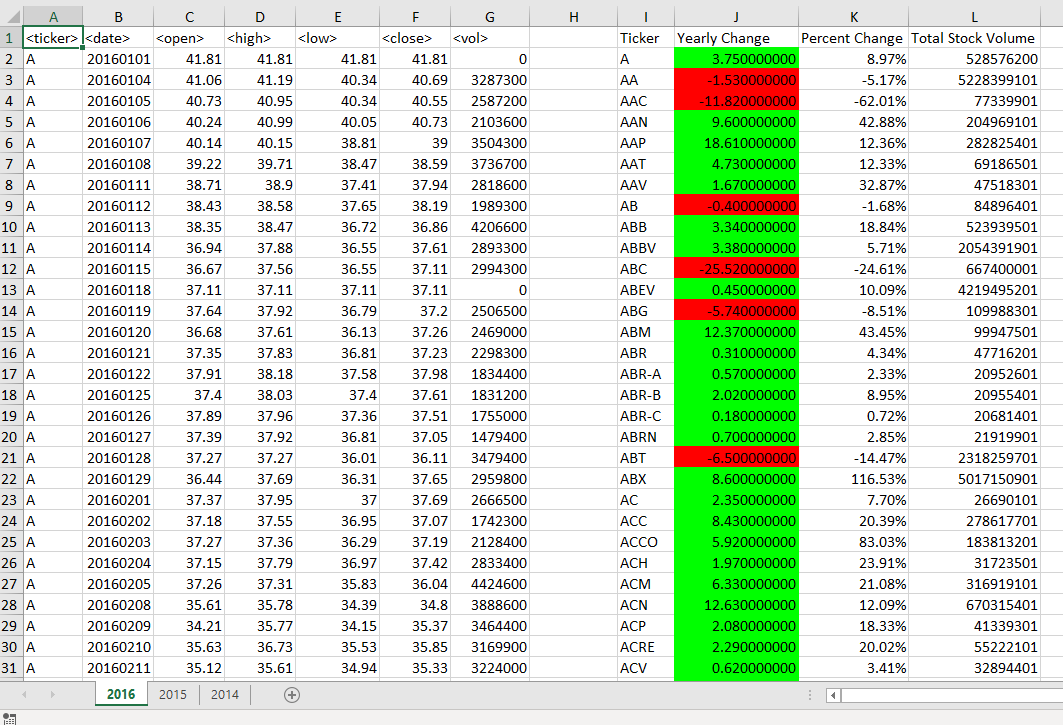 A B C D E F G H I J K L
1 <ticker> <date> <open> <high> <low> <close> <vol> Ticker Yearly Change Percent Change Total Stock Volume
2 A 20160101 41.81 41.81 41.81 41.81 0 A 3.750000000 8.97% 528576200
3 A 20160104 41.06 41.19 40.34 40.69 3287300 AA -1.530000000 -5.17% 5228399101
4 A 20160105 40.73 40.95 40.34 40.55 2587200 AAC -11.820000000 -62.01% 77339901
5 A 20160106 40.24 40.99 40.05 40.73 2103600 AAN 9.600000000 42.88% 204969101
6 A 20160107 40.14 40.15 38.81 39 3504300 AAP 18.610000000 12.36% 282825401
7 A 20160108 39.22 39.71 38.47 38.59 3736700 AAT 4.730000000 12.33% 69186501
8 A 20160111 38.71 38.9 37.41 37.94 2818600 AAV 1.670000000 32.87% 47518301
9 A 20160112 38.43 38.58 37.65 38.19 1989300 AB -0.400000000 -1.68% 84896401
10 A 20160113 38.35 38.47 36.72 36.86 4206600 ABB 3.340000000 18.84% 523939501
11 A 20160114 36.94 37.88 36.55 37.61 2893300 ABBV 3.380000000 5.71% 2054391901
12 A 20160115 36.67 37.56 36.55 37.11 2994300 ABC -25.520000000 -24.61% 667400001
13 A 20160118 37.11 37.11 37.11 37.11 0 ABEV 0.450000000 10.09% 4219495201
14 A 20160119 37.64 37.92 36.79 37.2 2506500 ABG -5.740000000 -8.51% 109988301
15 A 20160120 36.68 37.61 36.13 37.26 2469000 ABM 12.370000000 43.45% 99947501
16 A 20160121 37.35 37.83 36.81 37.23 2298300 ABR 0.310000000 4.34% 47716201
17 A 20160122 37.91 38.18 37.58 37.98 1834400 ABR-A 0.570000000 2.33% 20952601
18 A 20160125 37.4 38.03 37.4 37.61 1831200 ABR-B 2.020000000 8.95% 20955401
19 A 20160126 37.89 37.96 37.36 37.51 1755000 ABR-C 0.180000000 0.72% 20681401
20 A 20160127 37.39 37.92 36.81 37.05 1479400 ABRN 0.700000000 2.85% 21919901
21 A 20160128 37.27 37.27 36.01 36.11 3479400 ABT -6.500000000 -14.47% 2318259701
22 A 20160129 36.44 37.69 36.31 37.65 2959800 ABX 8.600000000 116.53% 5017150901
23 A 20160201 37.37 37.95 37 37.69 2666500 AC 2.350000000 7.70% 26690101
24 A 20160202 37.18 37.55 36.95 37.07 1742300 ACC 8.430000000 20.39% 278617701
25 A 20160203 37.27 37.36 36.29 37.19 2128400 ACCO 5.920000000 83.03% 183813201
26 A 20160204 37.15 37.79 36.97 37.42 2833400 ACH 1.970000000 23.91% 31723501
27 A 20160205 37.26 37.31 35.83 36.04 4424600 ACM 6.330000000 21.08% 316919101
28 A 20160208 35.61 35.78 34.39 34.8 3888600 ACN 12.630000000 12.09% 670315401
29 A 20160209 34.21 35.77 34.15 35.37 3464400 ACP 2.080000000 18.33% 41339301
30 A 20160210 35.63 36.73 35.53 35.85 3169900 ACRE 2.290000000 20.02% 55222101
31 A 20160211 35.12 35.61 34.94 35.33 3224000 ACV 0.620000000 3.41% 32894401
2016 2015 2014